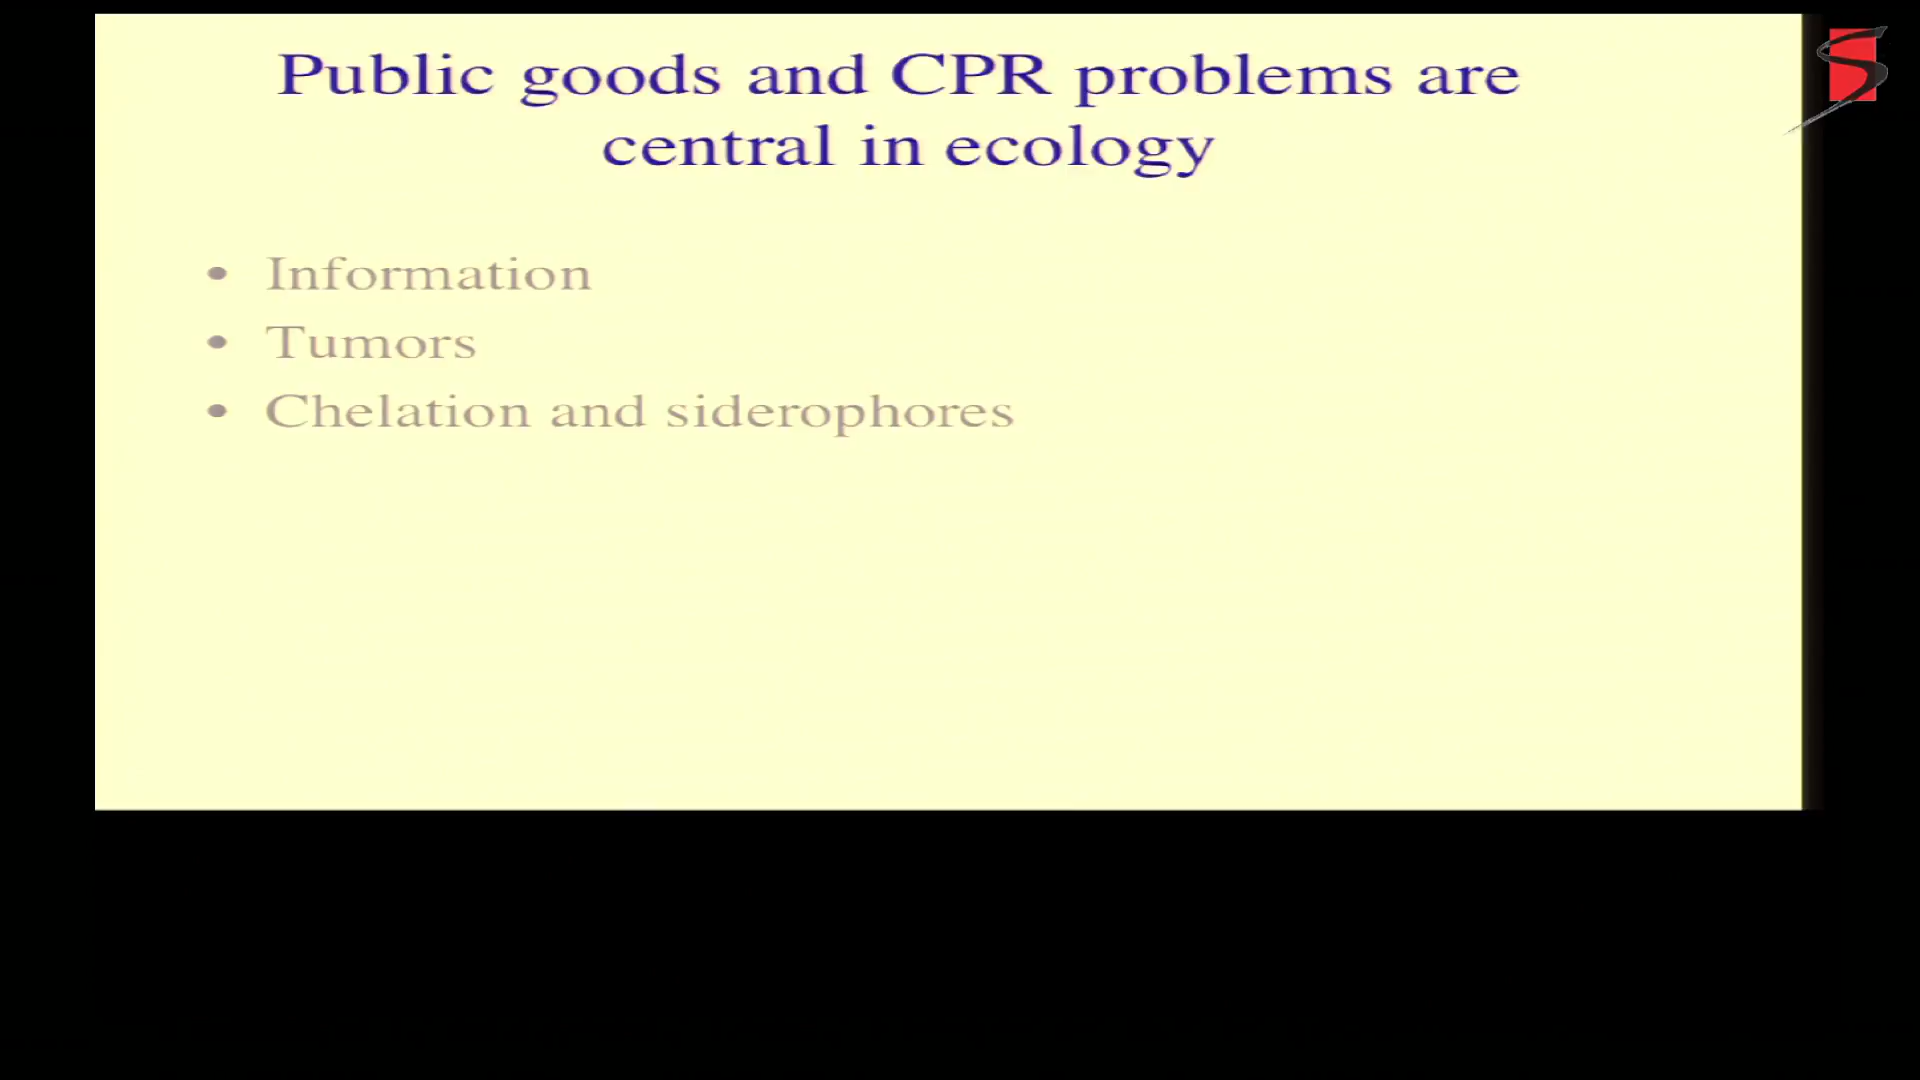 Public goods and CPR problems are
central in ecology
• Information
• Tumors
• Chelation and siderophores